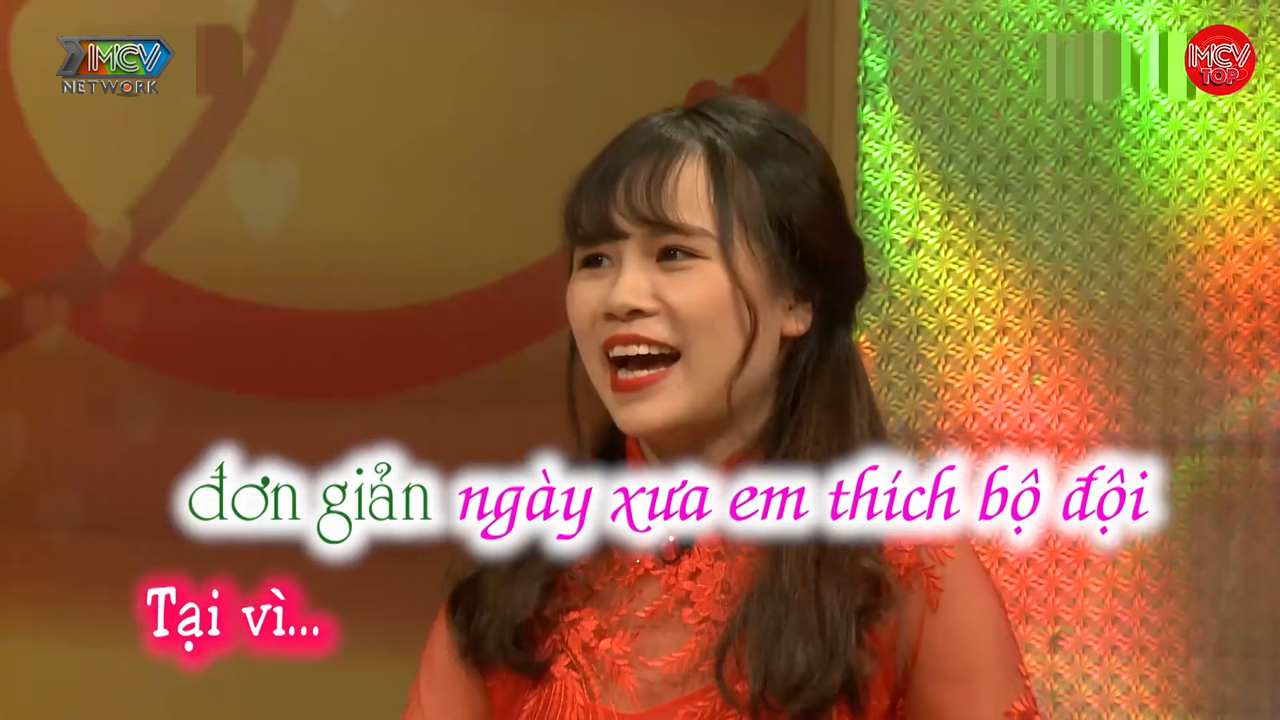 IMCV
NETWORK
IMCV
TOP
đơn giản ngày xưa em thích bộ đội
Tại vì...